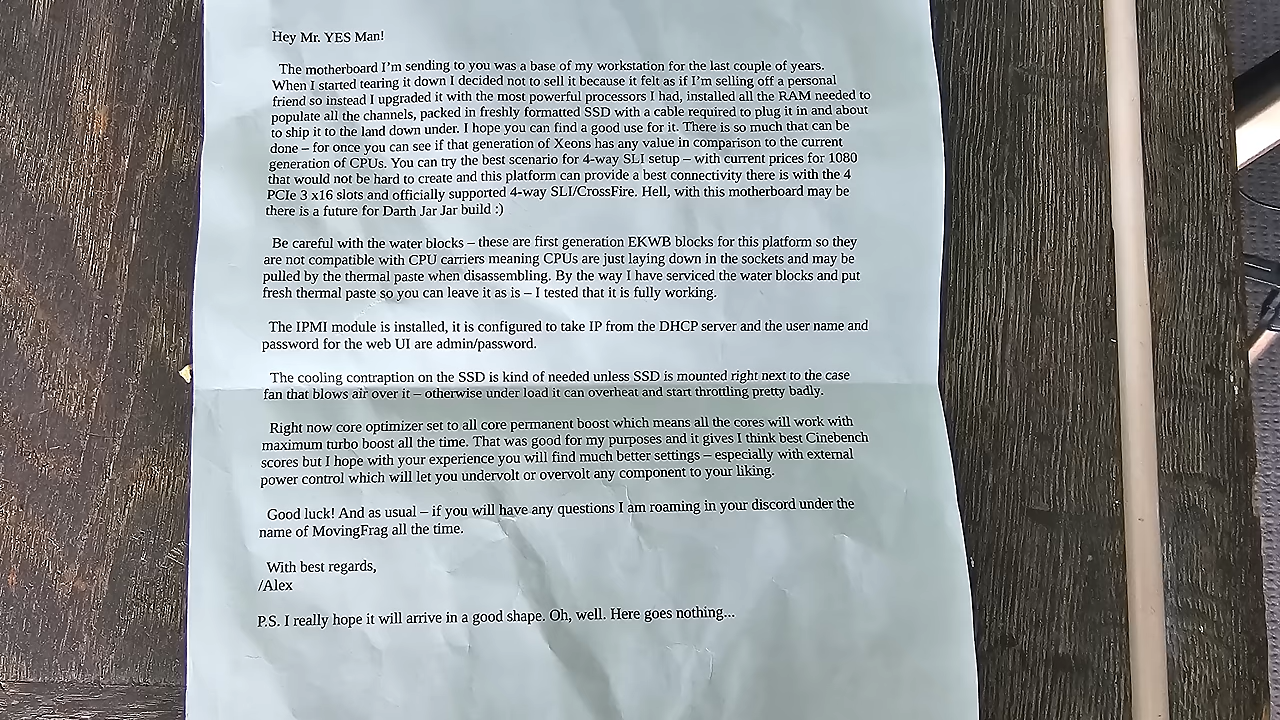 Hey Mr. YES Man!
The motherboard I'm sending to you was a base of my workstation for the last couple of years.
When I started tearing it down I decided not to sell it because it felt as if I'm selling off a personal
friend so instead I upgraded it with the most powerful processors I had, installed all the RAM needed to
populate all the channels, packed in freshly formatted SSD with a cable required to plug it in and about
to ship it to the land down under. I hope you can find a good use for it. There is so much that can be
done – for once you can see if that generation of Xeons has any value in comparison to the current
generation of CPUs. You can try the best scenario for 4-way SLI setup – with current prices for 1080
that would not be hard to create and this platform can provide a best connectivity there is with the 4
PCIe 3 x16 slots and officially supported 4-way SLI/CrossFire. Hell, with this motherboard may be
there is a future for Darth Jar Jar build :)
Be careful with the water blocks – these are first generation EKWB blocks for this platform so they
are not compatible with CPU carriers meaning CPUs are just laying down in the sockets and may be
pulled by the thermal paste when disassembling. By the way I have serviced the water blocks and put
fresh thermal paste so you can leave it as is – I tested that it is fully working.
The IPMI module is installed, it is configured to take IP from the DHCP server and the user name and
password for the web UI are admin/password.
The cooling contraption on the SSD is kind of needed unless SSD is mounted right next to the case
fan that blows air over it – otherwise under load it can overheat and start throttling pretty badly.
Right now core optimizer set to all core permanent boost which means all the cores will work with
maximum turbo boost all the time. That was good for my purposes and it gives I think best Cinebench
scores but I hope with your experience you will find much better settings – especially with external
power control which will let you undervolt or overvolt any component to your liking.
Good luck! And as usual – if you will have any questions I am roaming in your discord under the
name of MovingFrag all the time.
With best regards,
/Alex
P.S. I really hope it will arrive in a good shape. Oh, well. Here goes nothing...